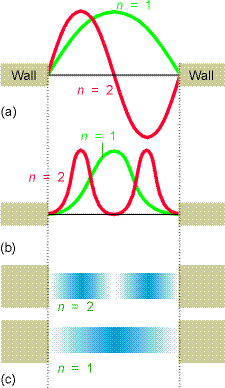 n = 1
Wall
Wall
n = 2
(a)
n = 1
n = 2
(b)
n = 2
n = 1
(c)